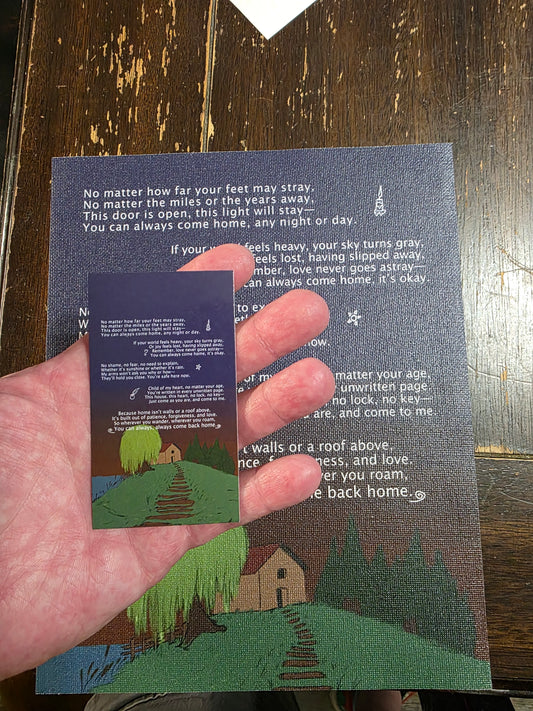 No matter how far your feet may stray,
No matter the miles or the years away,
This door is open, this light will stay—
You can always come home, any night or day.
If your feels heavy, your sky turns gray,
feels lost, having slipped away,
love never goes astray—
can always come home, it's okay.
No to
now.
matter your age,
unwritten page.
no lock, no key—
are, and come to me
walls or a roof above,
and love.
you roam,
back home.
No matter how far your feet may stray,
No matter the miles or the years away,
This door is open, this light will stay—
You can always come home, any night or day.
If your world feels heavy, your sky turns gray,
Or joy feels lost, having slipped away,
Remember, love never goes astray—
You can always come home, it's okay.
No shame, no fear, no need to explain,
Whether it's sunshine or whether it's rain.
My arms won't ask you why or how—
They'll hold you close. You're safe here now.
Child of my heart, no matter your age,
You're written in every unwritten page.
This house, this heart, no lock, no key—
Just come as you are, and come to me.
Because home isn't walls or a roof above,
It's built out of patience, forgiveness, and love.
So wherever you wander, wherever you roam,
You can always, always come back home.